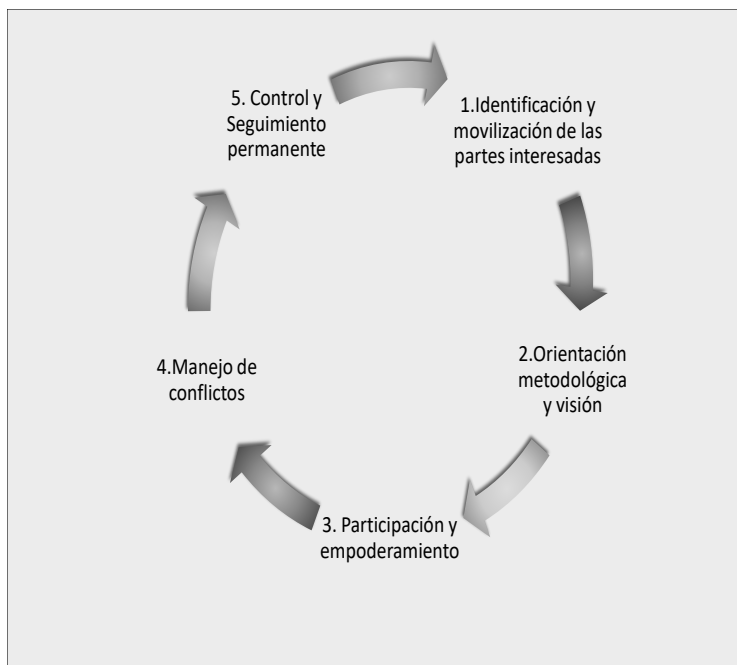 1.Identificación y
movilización de las
partes interesadas
2.Orientación
metodológica
y visión
3. Participación y
empoderamiento
4.Manejo de
conflictos
5. Control y
Seguimiento
permanente